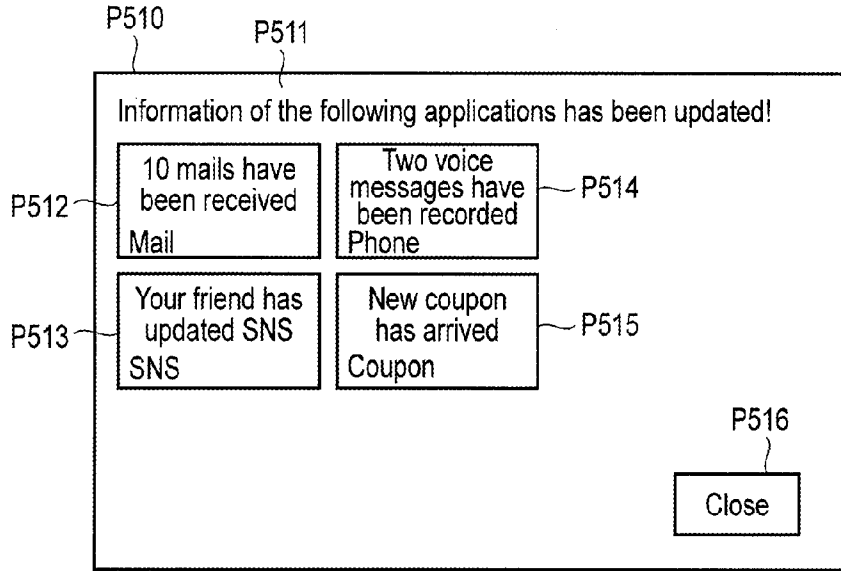 P510
P511
Information of the following applications has been updated!
10 mails have
been received
Mail
P512
Two voice
messages have
been recorded
Phone
P514
Your friend has
updated SNS
SNS
P513
New coupon
has arrived
Coupon
P515
P516
Close